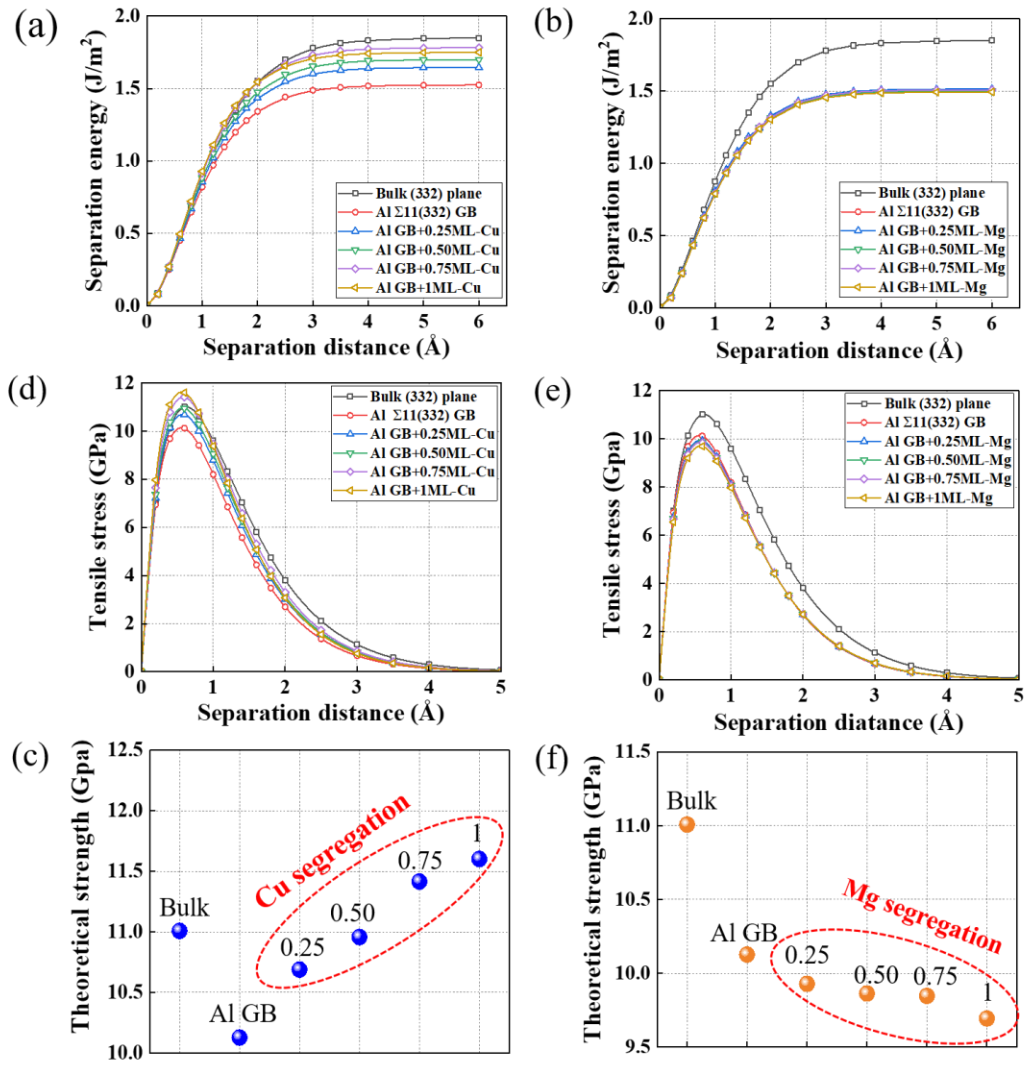 (a)
Separation energy (J/m²)
2.0
1.5
1.0
0.5
0.0
Bulk (332) plane
Al Σ11(332) GB
Al GB+0.25ML-Cu
Al GB+0.50ML-Cu
Al GB+0.75ML-Cu
Al GB+1ML-Cu
0 1 2 3 4 5 6
Separation distance (Å)
(b)
Separation energy (J/m²)
2.0
1.5
1.0
0.5
0.0
Bulk (332) plane
Al Σ11(332) GB
Al GB+0.25ML-Mg
Al GB+0.50ML-Mg
Al GB+0.75ML-Mg
Al GB+1ML-Mg
0 1 2 3 4 5 6
Separation distance (Å)
(d)
Tensile stress (GPa)
12
10
8
6
4
2
0
Bulk (332) plane
Al Σ11(332) GB
Al GB+0.25ML-Cu
Al GB+0.50ML-Cu
Al GB+0.75ML-Cu
Al GB+1ML-Cu
0 1 2 3 4 5
Separation distance (Å)
(e)
Tensile stress (Gpa)
12
10
8
6
4
2
0
Bulk (332) plane
Al Σ11(332) GB
Al GB+0.25ML-Mg
Al GB+0.50ML-Mg
Al GB+0.75ML-Mg
Al GB+1ML-Mg
0 1 2 3 4 5
Separation diatance (Å)
(c)
Theoretical strength (Gpa)
12.5
12.0
11.5
11.0
10.5
10.0
Cu segregation
1
0.75
0.50
0.25
Bulk
Al GB
(f)
Theoretical strength (GPa)
11.5
11.0
10.5
10.0
9.5
Bulk
Mg segregation
Al GB
0.25
0.50
0.75
1